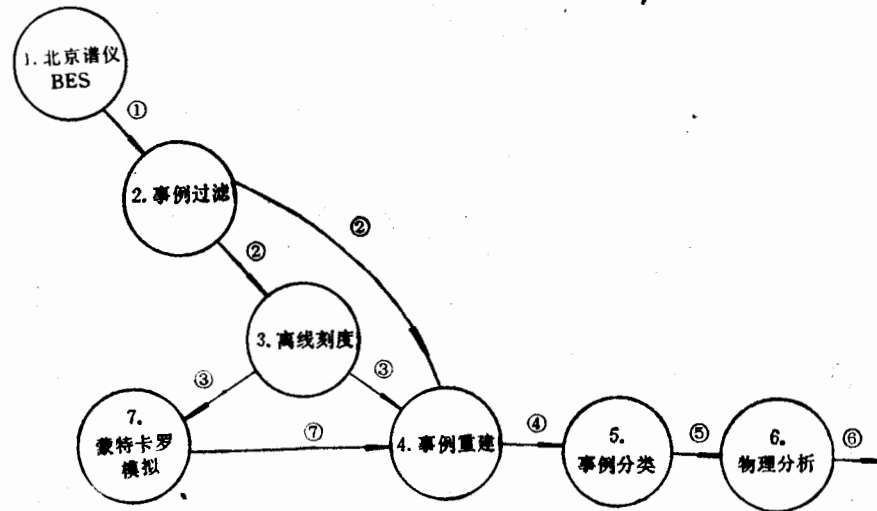 1.北京谱仪
BES
①
2.事例过滤
②
②
3.离线刻度
③
③
7.
蒙特卡罗
模拟
⑦
4.事例重建
④
5.
事例分类
⑤
6.
物理分析
⑥